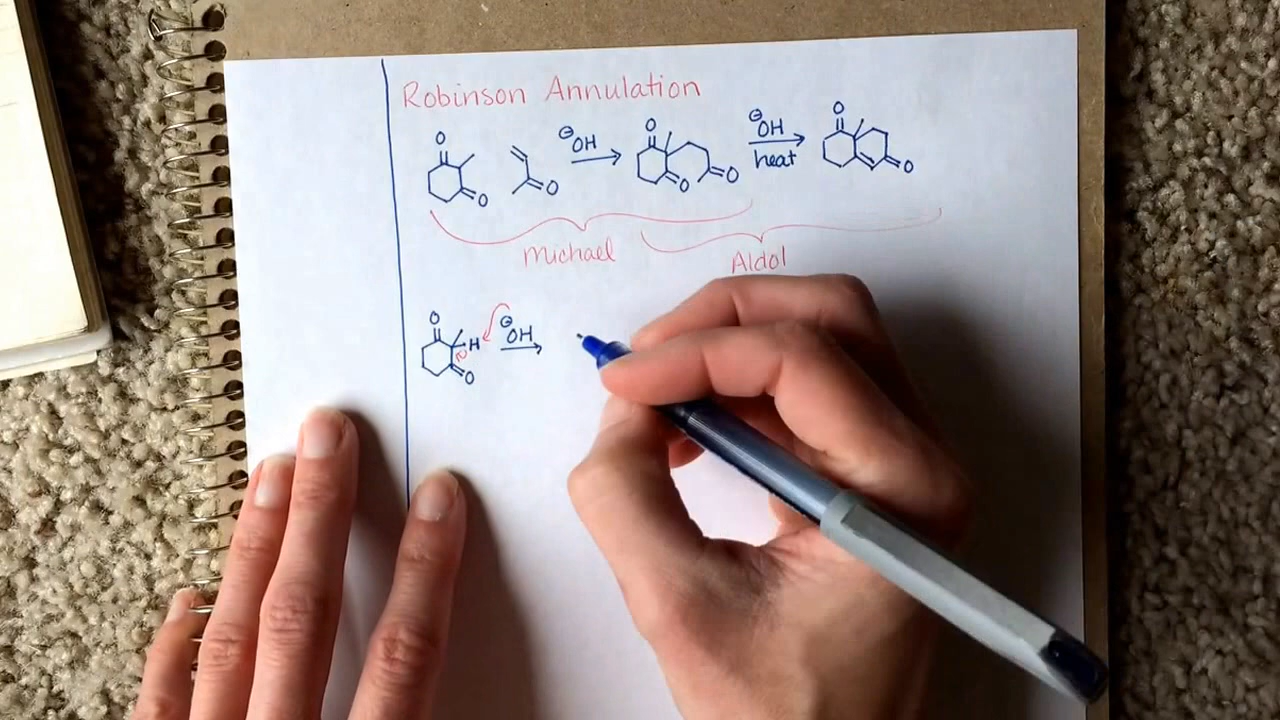 Robinson Annulation
O O O ⊖OH O O O ⊖OH heat O O
Michael
Aldol
O H O ⊖OH